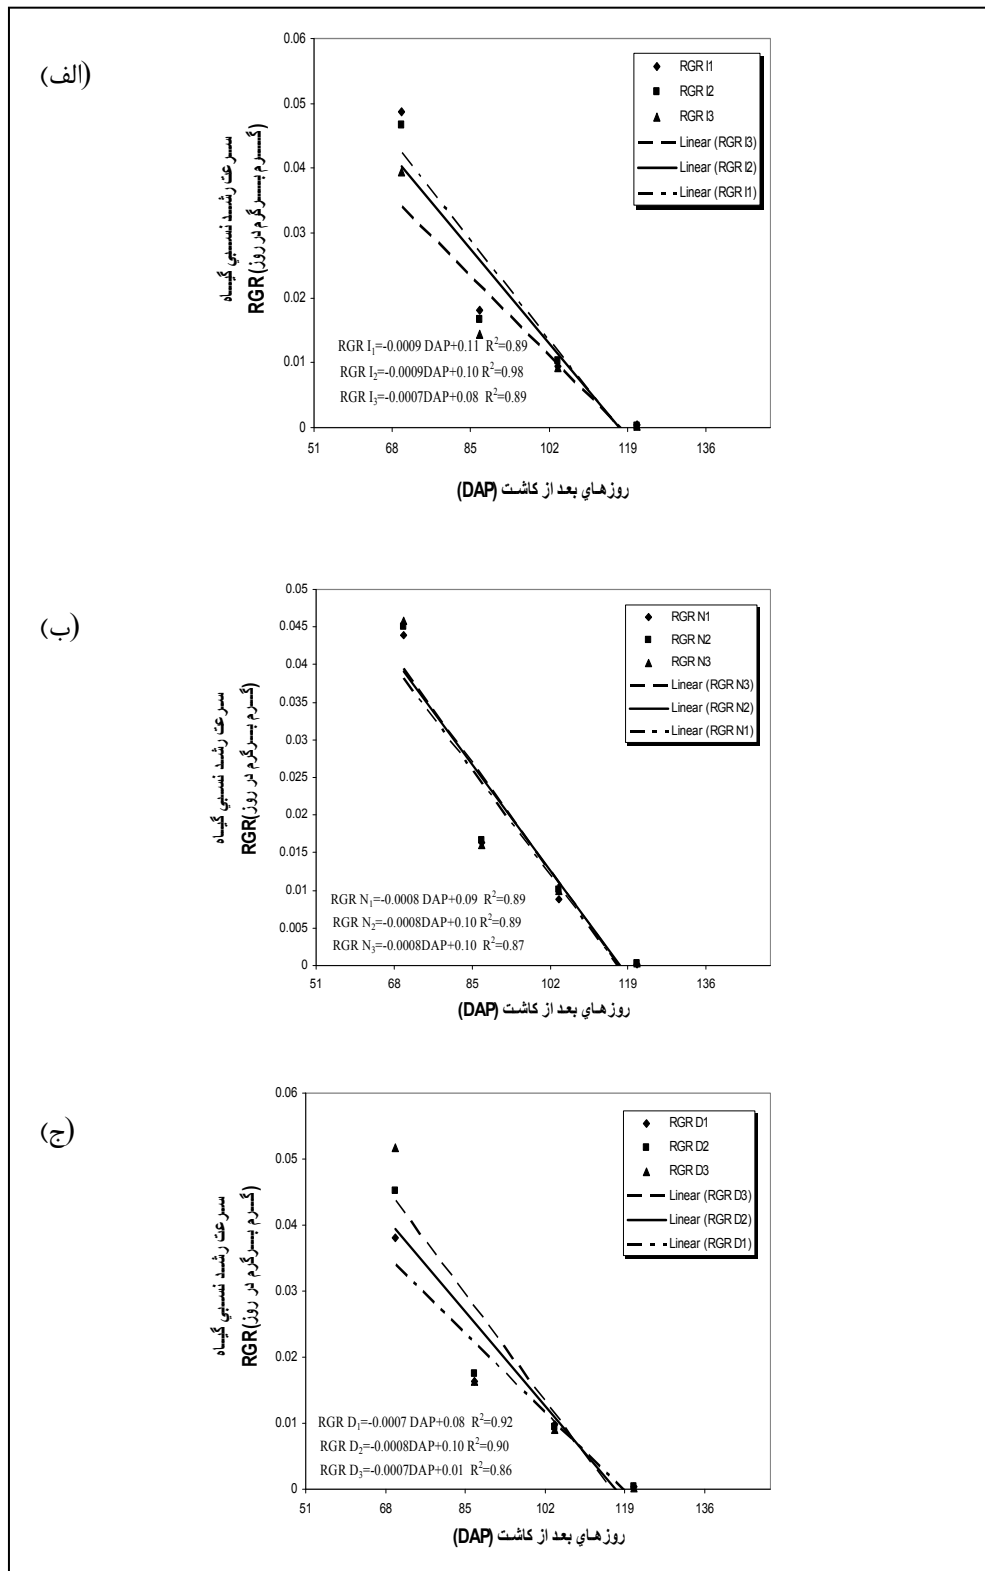 (الف)
0.06
0.05
0.04
0.03
0.02
0.01
0
سرعت رشد نسبي گياه
RGR(گرم بر گرم در روز)
RGR I1
RGR I2
RGR I3
Linear (RGR I3)
Linear (RGR I2)
Linear (RGR I1)
RGR I₁=-0.0009 DAP+0.11 R²=0.89
RGR I₂=-0.0009DAP+0.10 R²=0.98
RGR I₃=-0.0007DAP+0.08 R²=0.89
51 68 85 102 119 136
روزهاي بعد از كاشت (DAP)
(ب)
0.05
0.045
0.04
0.035
0.03
0.025
0.02
0.015
0.01
0.005
0
سرعت رشد نسبي گياه
RGR(گرم بر گرم در روز)
RGR N1
RGR N2
RGR N3
Linear (RGR N3)
Linear (RGR N2)
Linear (RGR N1)
RGR N₁=-0.0008 DAP+0.09 R²=0.89
RGR N₂=-0.0008DAP+0.10 R²=0.89
RGR N₃=-0.0008DAP+0.10 R²=0.87
51 68 85 102 119 136
روزهاي بعد از كاشت (DAP)
(ج)
0.06
0.05
0.04
0.03
0.02
0.01
0
سرعت رشد نسبي گياه
RGR(گرم بر گرم در روز)
RGR D1
RGR D2
RGR D3
Linear (RGR D3)
Linear (RGR D2)
Linear (RGR D1)
RGR D₁=-0.0007 DAP+0.08 R²=0.92
RGR D₂=-0.0008DAP+0.10 R²=0.90
RGR D₃=-0.0007DAP+0.01 R²=0.86
51 68 85 102 119 136
روزهاي بعد از كاشت (DAP)